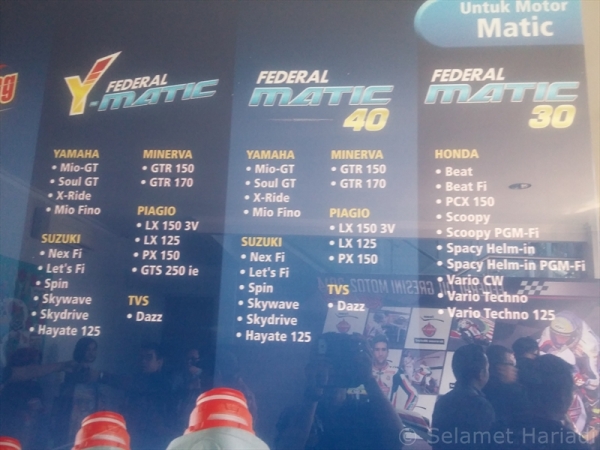 Untuk Motor
Matic
FEDERAL
Y-MATIC
YAMAHA
• Mio-GT
• Soul GT
• X-Ride
• Mio Fino
SUZUKI
• Nex Fi
• Let's Fi
• Spin
• Skywave
• Skydrive
• Hayate 125
MINERVA
• GTR 150
• GTR 170
PIAGIO
• LX 150 3V
• LX 125
• PX 150
• GTS 250 ie
TVS
• Dazz
FEDERAL
MATIC
40
YAMAHA
• Mio-GT
• Soul GT
• X-Ride
• Mio Fino
SUZUKI
• Nex Fi
• Let's Fi
• Spin
• Skywave
• Skydrive
• Hayate 125
MINERVA
• GTR 150
• GTR 170
PIAGIO
• LX 150 3V
• LX 125
• PX 150
TVS
• Dazz
FEDERAL
MATIC
30
HONDA
• Beat
• Beat Fi
• PCX 150
• Scoopy
• Scoopy PGM-Fi
• Spacy Helm-in
• Spacy Helm-in PGM-Fi
• Vario CW
• Vario Techno
• Vario Techno 125
© Selamet Hariadi